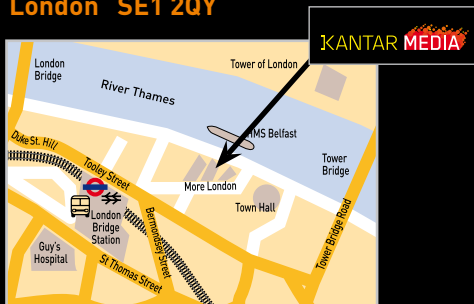 London SE1 2QY
KANTAR MEDIA
London
Bridge
Tower of London
River Thames
HMS Belfast
Duke St. Hill
Tooley Street
Tower
Bridge
More London
Town Hall
London
Bridge
Station
Bermondsey Street
Tower Bridge Road
Guy's
Hospital
St Thomas Street